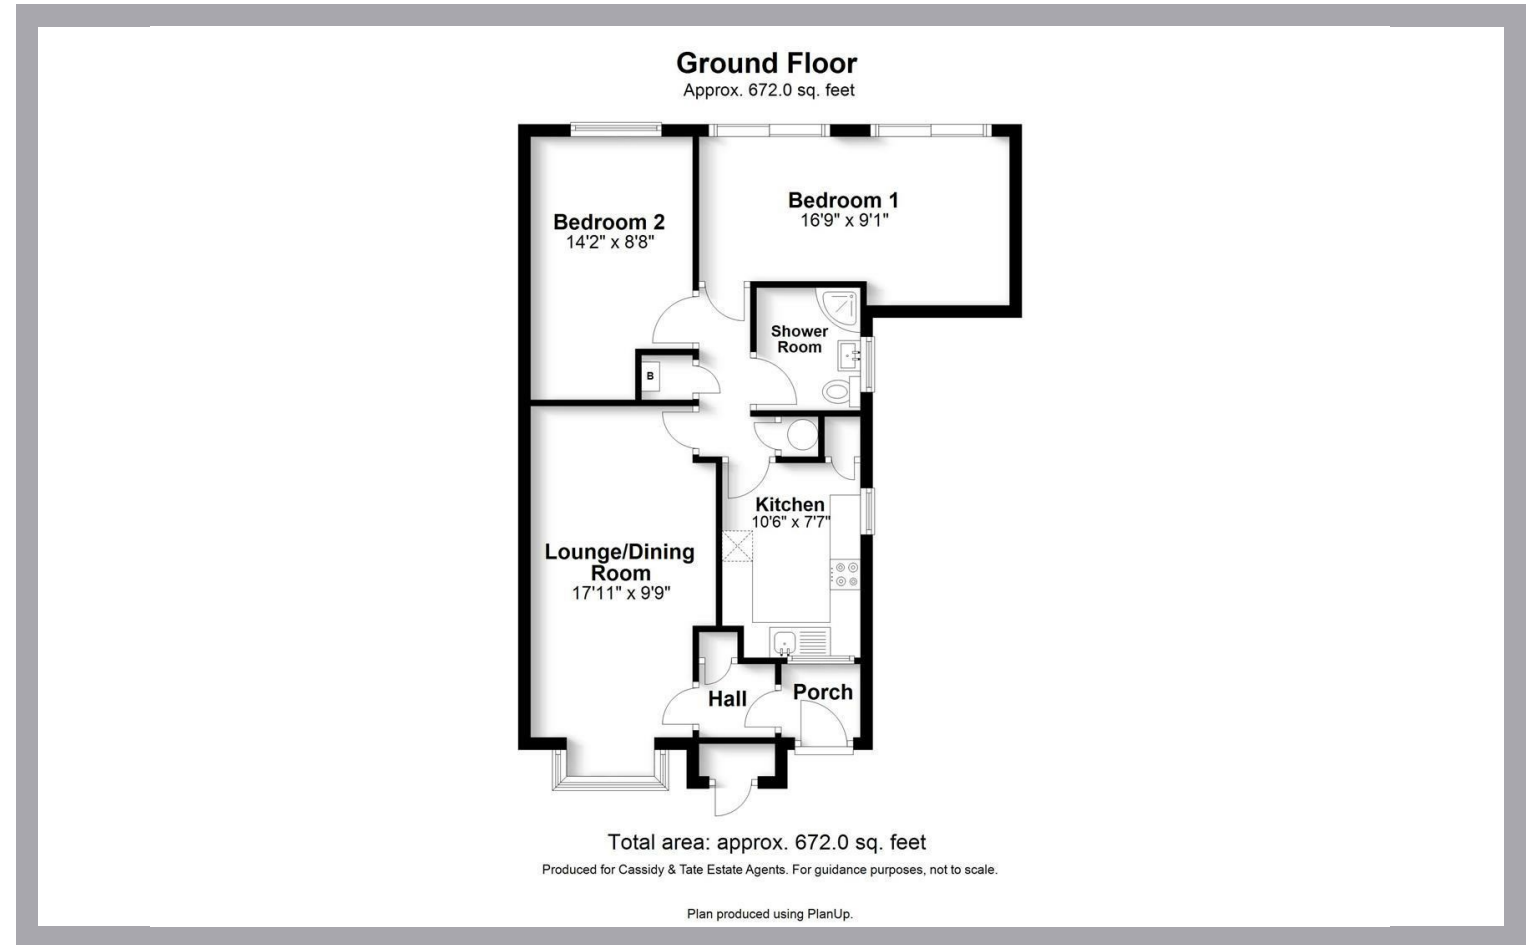 Ground Floor
Approx. 672.0 sq. feet
Bedroom 1
16'9" x 9'1"
Bedroom 2
14'2" x 8'8"
Shower
Room
B
Kitchen
10'6" x 7'7"
Lounge/Dining
Room
17'11" x 9'9"
Hall
Porch
Total area: approx. 672.0 sq. feet
Produced for Cassidy & Tate Estate Agents. For guidance purposes, not to scale.
Plan produced using PlanUp.